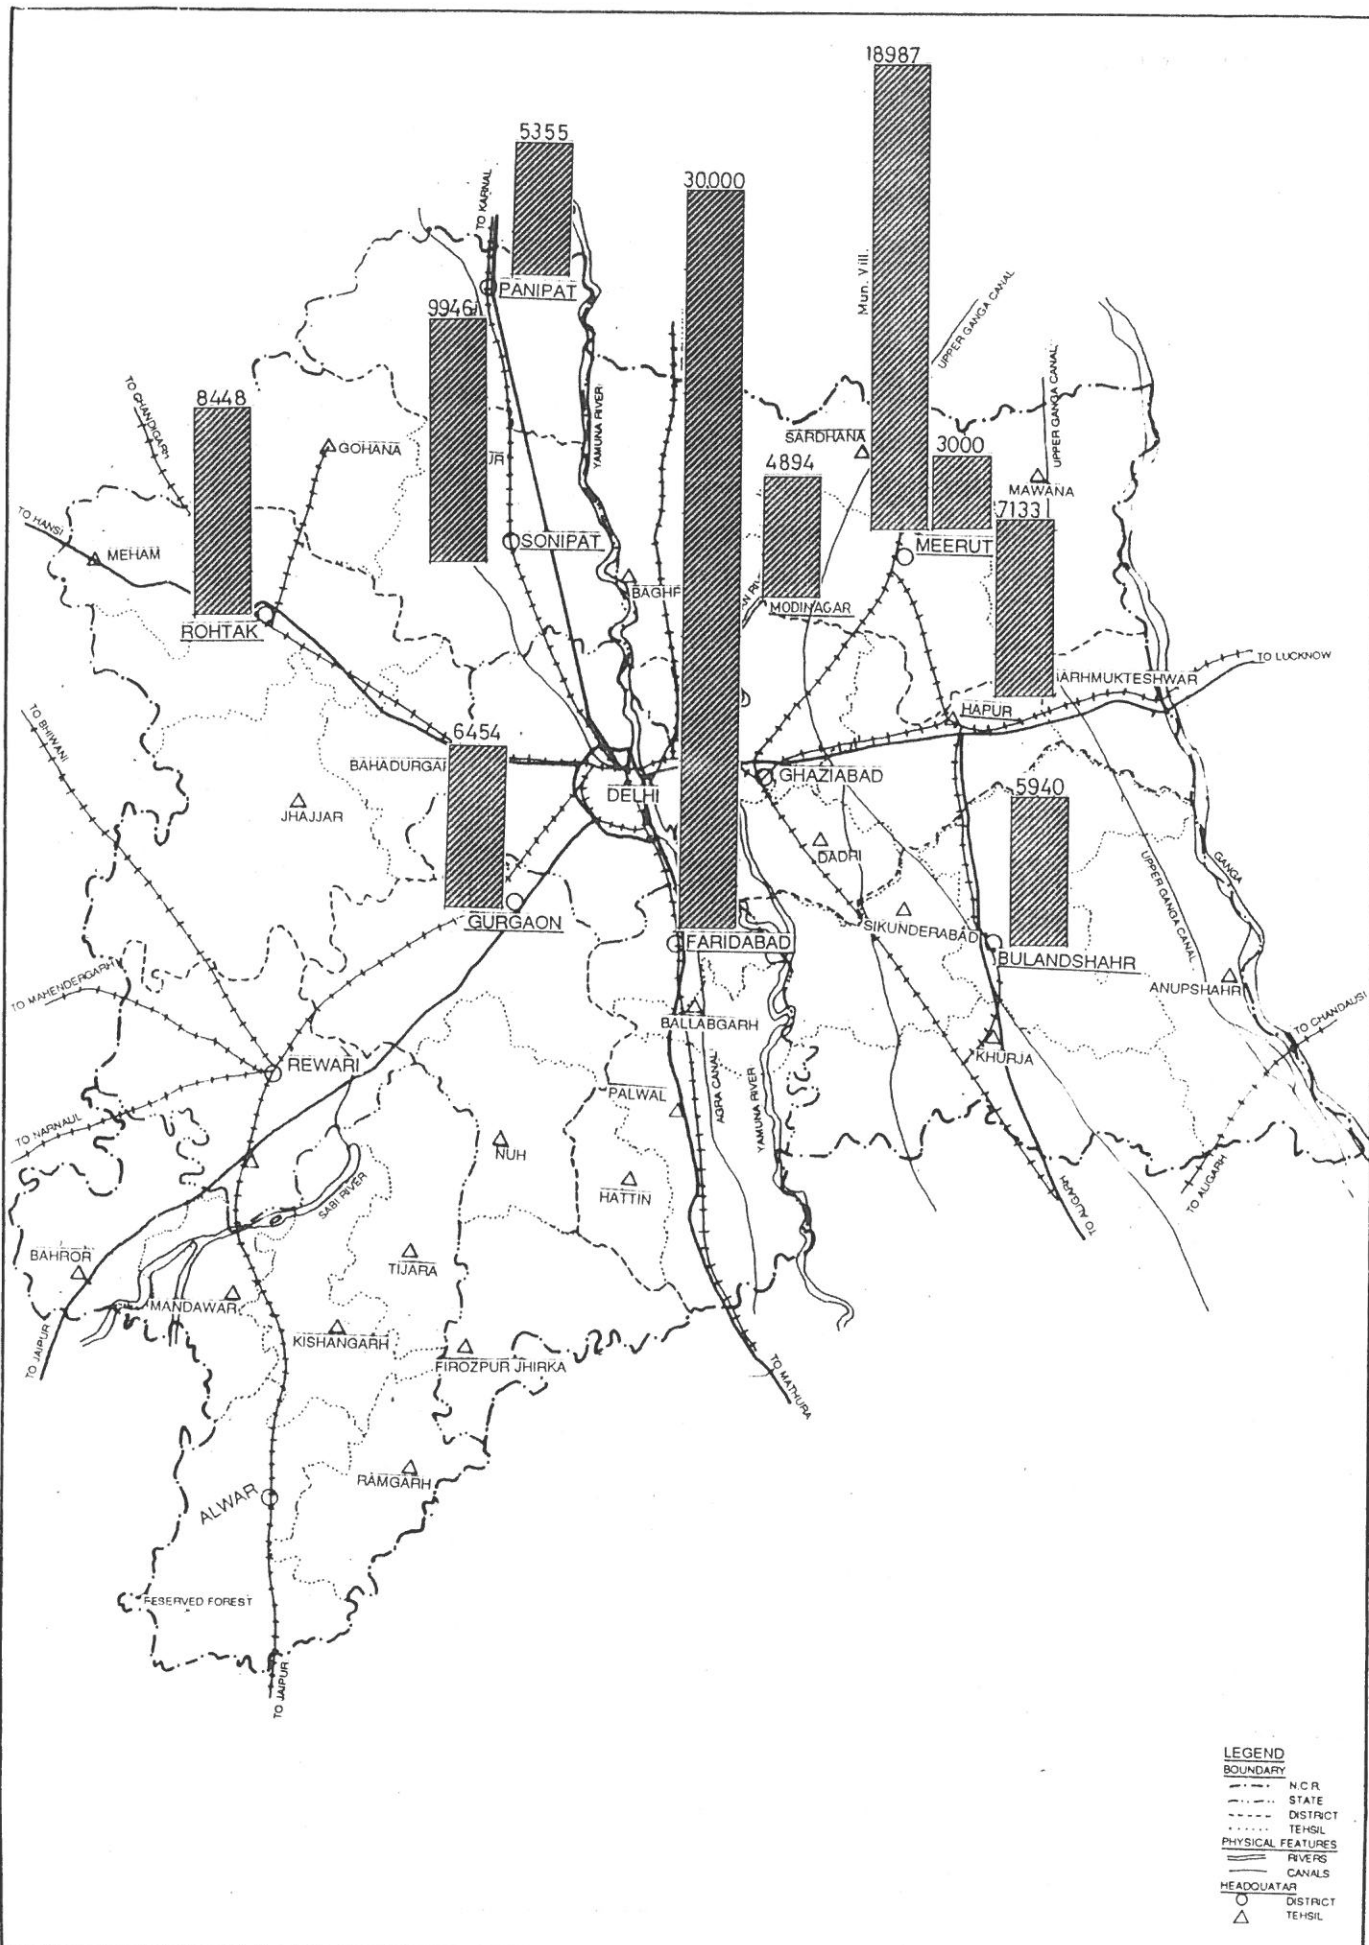 18987
5355
30000
TO KARNAL
PANIPAT
Mun. Vill.
UPPER GANGA CANAL
9946
UPPER GANGA CANAL
TO CHANDIGARH
8448
YAMUNA RIVER
GOHANA
SARDHANA
3000
4894
MAWANA
7133
TO HANSI
MEHAM
SONIPAT
MEERUT
MODINAGAR
ROHTAK
TO LUCKNOW
HAPUR
TO BHIWANI
6454
BAHADURGA
GHAZIABAD
DELHI
5940
JHAJJAR
DADRI
UPPER GANGA CANAL
GANGA
GURGAON
SIKUNDERABAD
FARIDABAD
BULANDSHAHR
TO MAHENDERGARH
ANUPSHAHR
BALLABGARH
TO CHANDAUSI
KHURJA
REWARI
PALWAL
AGRA CANAL
YAMUNA RIVER
TO NARNAUL
NUH
HATTIN
SABI RIVER
TO ALIGARH
TO ALIGARH
BAHROR
TIJARA
MANDAWAR
KISHANGARH
TO JAIPUR
FIROZPUR JHIRKA
TO MATHURA
RAMGARH
ALWAR
RESERVED FOREST
TO JAIPUR
LEGEND
BOUNDARY
N.C.R.
STATE
DISTRICT
TEHSIL
PHYSICAL FEATURES
RIVERS
CANALS
HEADQUATAR
DISTRICT
TEHSIL